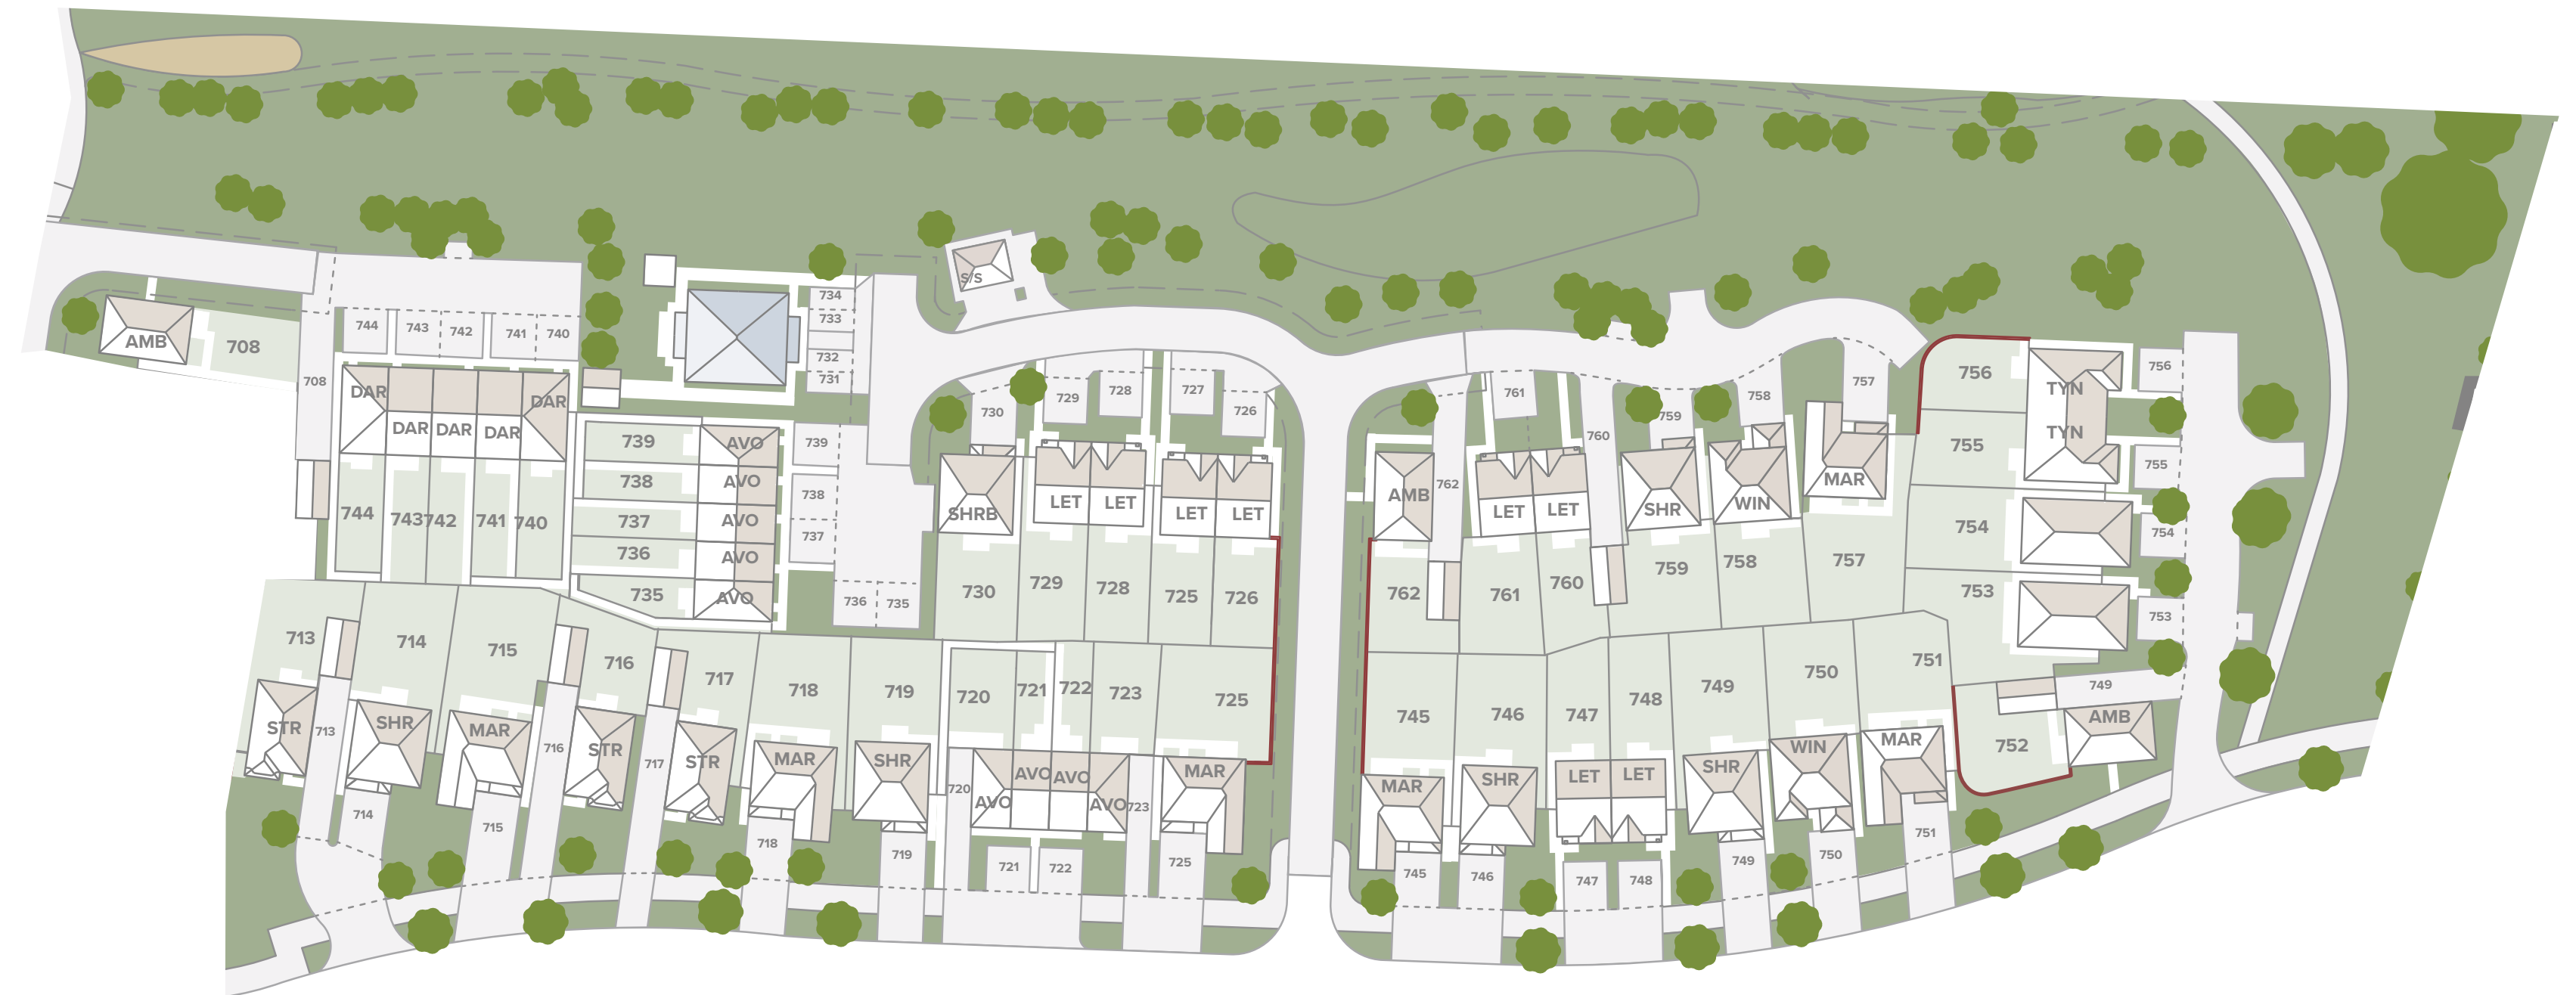 S/S
734
733
732
731
AMB
708
744
743
742
741
740
708
DAR
DAR
DAR
DAR
DAR
739
738
737
736
735
AVO
AVO
AVO
AVO
AVO
739
738
737
736
735
744
743
742
741
740
730
729
728
727
726
SHRB
LET
LET
LET
LET
730
729
728
725
726
761
760
759
758
757
762
AMB
LET
LET
SHR
WIN
MAR
762
761
760
759
758
757
756
755
754
753
TYN
TYN
756
755
754
753
749
AMB
752
713
714
715
716
717
718
719
720
721
722
723
725
STR
713
SHR
MAR
716
STR
717
STR
MAR
SHR
720
AVO
AVO
AVO
AVO
723
MAR
714
715
718
719
721
722
725
745
746
747
748
749
750
751
MAR
SHR
LET
LET
SHR
WIN
MAR
745
746
747
748
749
750
751